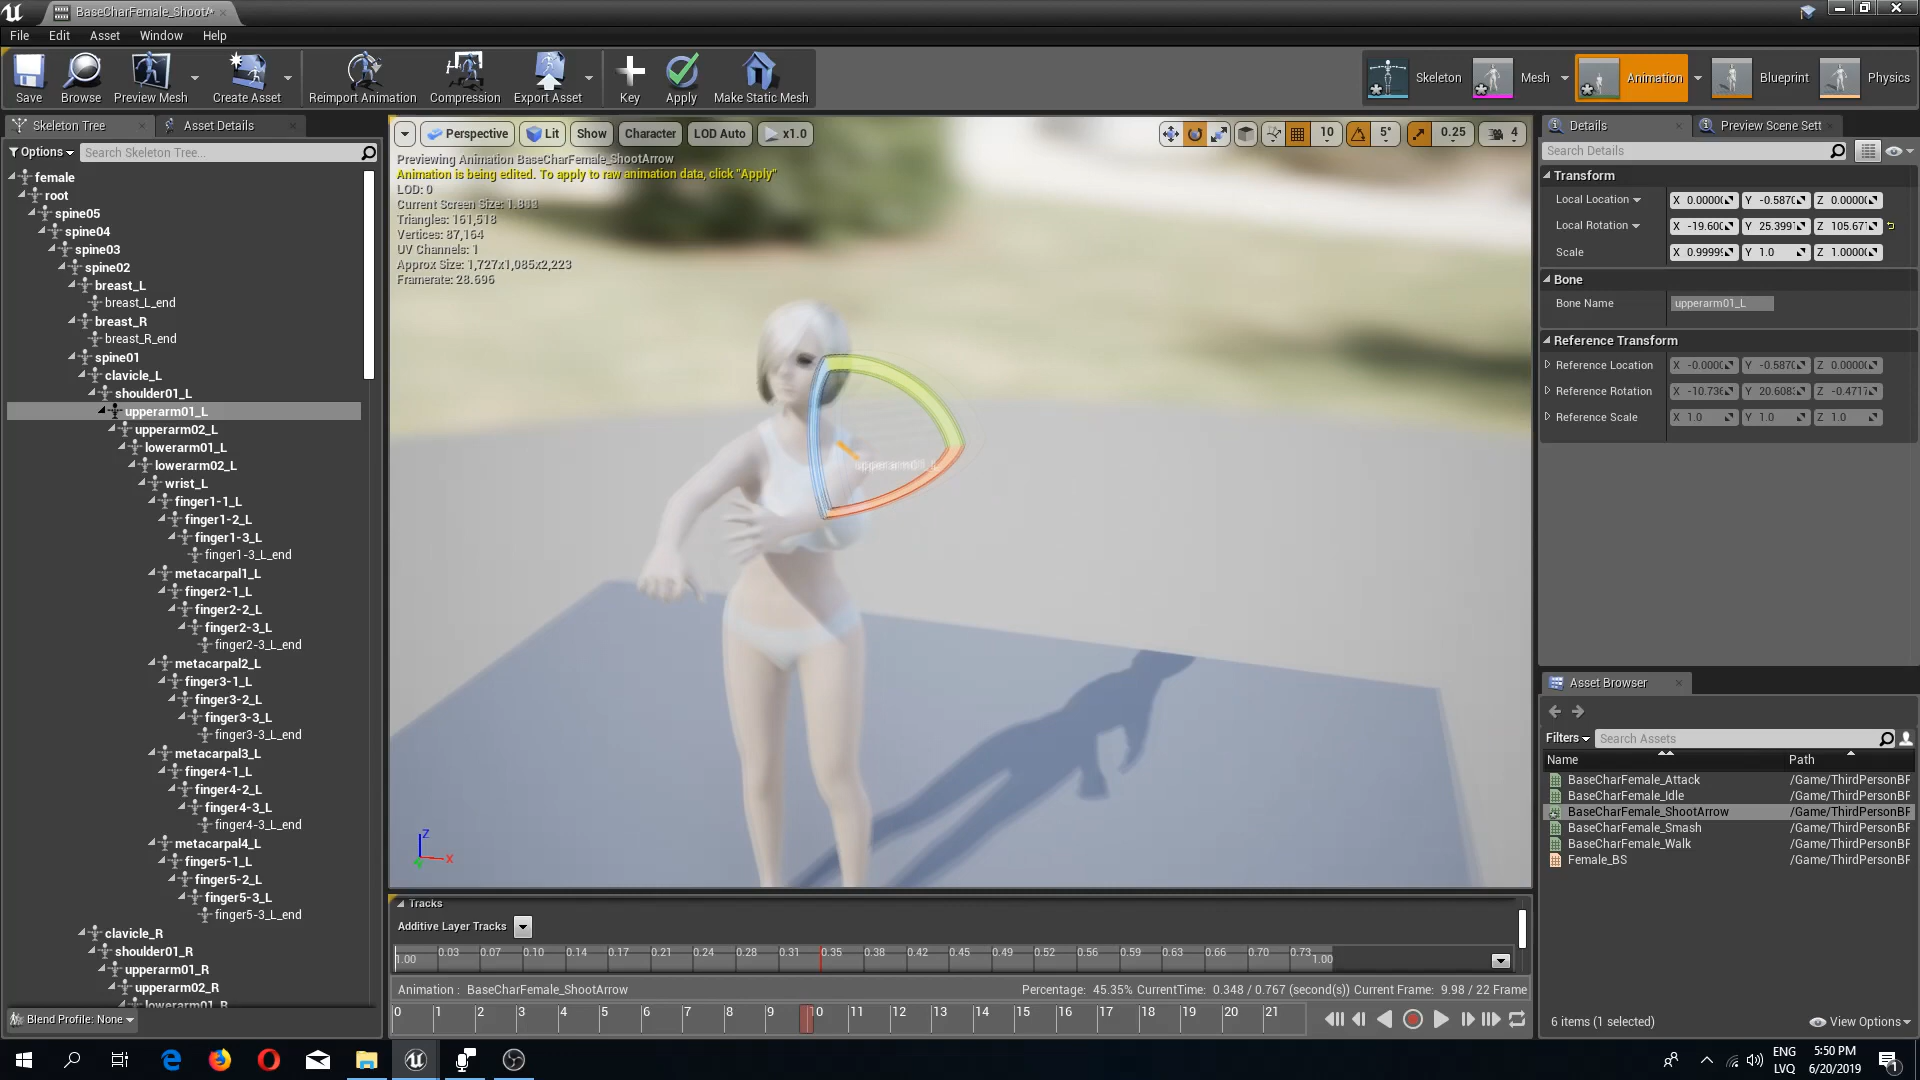 BaseCharFemale_ShootA
File Edit Asset Window Help
Save Browse Preview Mesh Create Asset Reimport Animation Compression Export Asset Key Apply Make Static Mesh
Skeleton Mesh Animation Blueprint Physics
Skeleton Tree Asset Details
Options Search Skeleton Tree...
female
root
spine05
spine04
spine03
spine02
breast_L
breast_L_end
breast_R
breast_R_end
spine01
clavicle_L
shoulder01_L
upperarm01_L
upperarm02_L
lowerarm01_L
lowerarm02_L
wrist_L
finger1-1_L
finger1-2_L
finger1-3_L
finger1-3_L_end
metacarpal1_L
finger2-1_L
finger2-2_L
finger2-3_L
finger2-3_L_end
metacarpal2_L
finger3-1_L
finger3-2_L
finger3-3_L
finger3-3_L_end
metacarpal3_L
finger4-1_L
finger4-2_L
finger4-3_L
finger4-3_L_end
metacarpal4_L
finger5-1_L
finger5-2_L
finger5-3_L
finger5-3_L_end
clavicle_R
shoulder01_R
upperarm01_R
upperarm02_R
lowerarm01_R
Blend Profile: None
Perspective Lit Show Character LOD Auto x1.0
10 5° 0.25 4
Previewing Animation BaseCharFemale_ShootArrow
Animation is being edited. To apply to raw animation data, click "Apply"
LOD: 0
Current Screen Size: 1.833
Triangles: 161,518
Vertices: 87,164
UV Channels: 1
Approx Size: 1,727x1,085x2,223
Framerate: 28.696
Z
X
Tracks
Additive Layer Tracks
1.00 0.03 0.07 0.10 0.14 0.17 0.21 0.24 0.28 0.31 0.35 0.38 0.42 0.45 0.49 0.52 0.56 0.59 0.63 0.66 0.70 0.73 1.00
Animation : BaseCharFemale_ShootArrow
Percentage: 45.35% CurrentTime: 0.348 / 0.767 (second(s)) Current Frame: 9.98 / 22 Frame
0 1 2 3 4 5 6 7 8 9 10 11 12 13 14 15 16 17 18 19 20 21
Details Preview Scene Sett
Search Details
Transform
Local Location X 0.0000 Y -0.587 Z 0.0000
Local Rotation X -19.60 Y 25.399 Z 105.67
Scale X 0.9999 Y 1.0 Z 1.0000
Bone
Bone Name upperarm01_L
Reference Transform
Reference Location X -0.000 Y -0.587 Z 0.0000
Reference Rotation X -10.73 Y 20.608 Z -0.471
Reference Scale X 1.0 Y 1.0 Z 1.0
Asset Browser
Filters Search Assets
Name Path
BaseCharFemale_Attack /Game/ThirdPersonBF
BaseCharFemale_Idle /Game/ThirdPersonBF
BaseCharFemale_ShootArrow /Game/ThirdPersonBF
BaseCharFemale_Smash /Game/ThirdPersonBF
BaseCharFemale_Walk /Game/ThirdPersonBF
Female_BS /Game/ThirdPersonBF
6 items (1 selected) View Options
ENG
LVQ
5:50 PM
6/20/2019
1